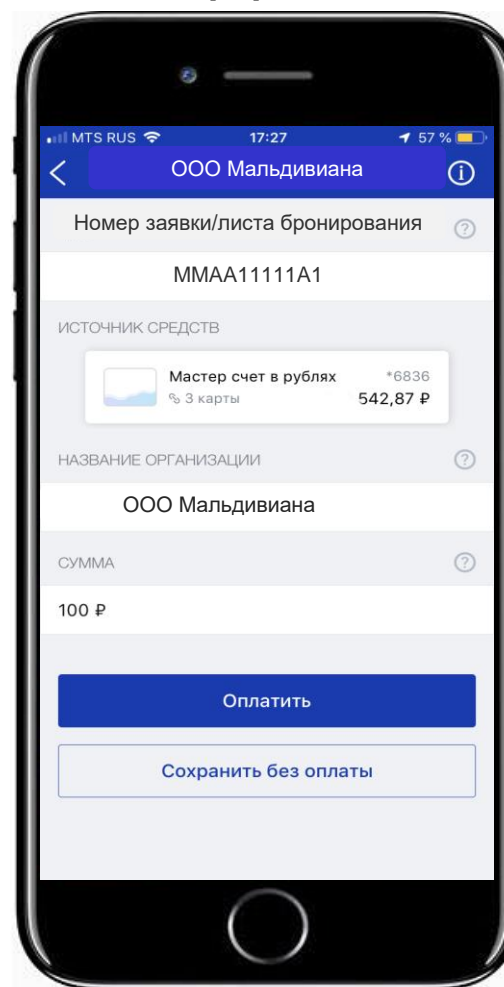 MTS RUS 17:27 57 %
ООО Мальдивиана
Номер заявки/листа бронирования ?
ММАА11111А1
ИСТОЧНИК СРЕДСТВ
Мастер счет в рублях *6836
3 карты 542,87 ₽
НАЗВАНИЕ ОРГАНИЗАЦИИ ?
ООО Мальдивиана
СУММА ?
100 ₽
Оплатить
Сохранить без оплаты